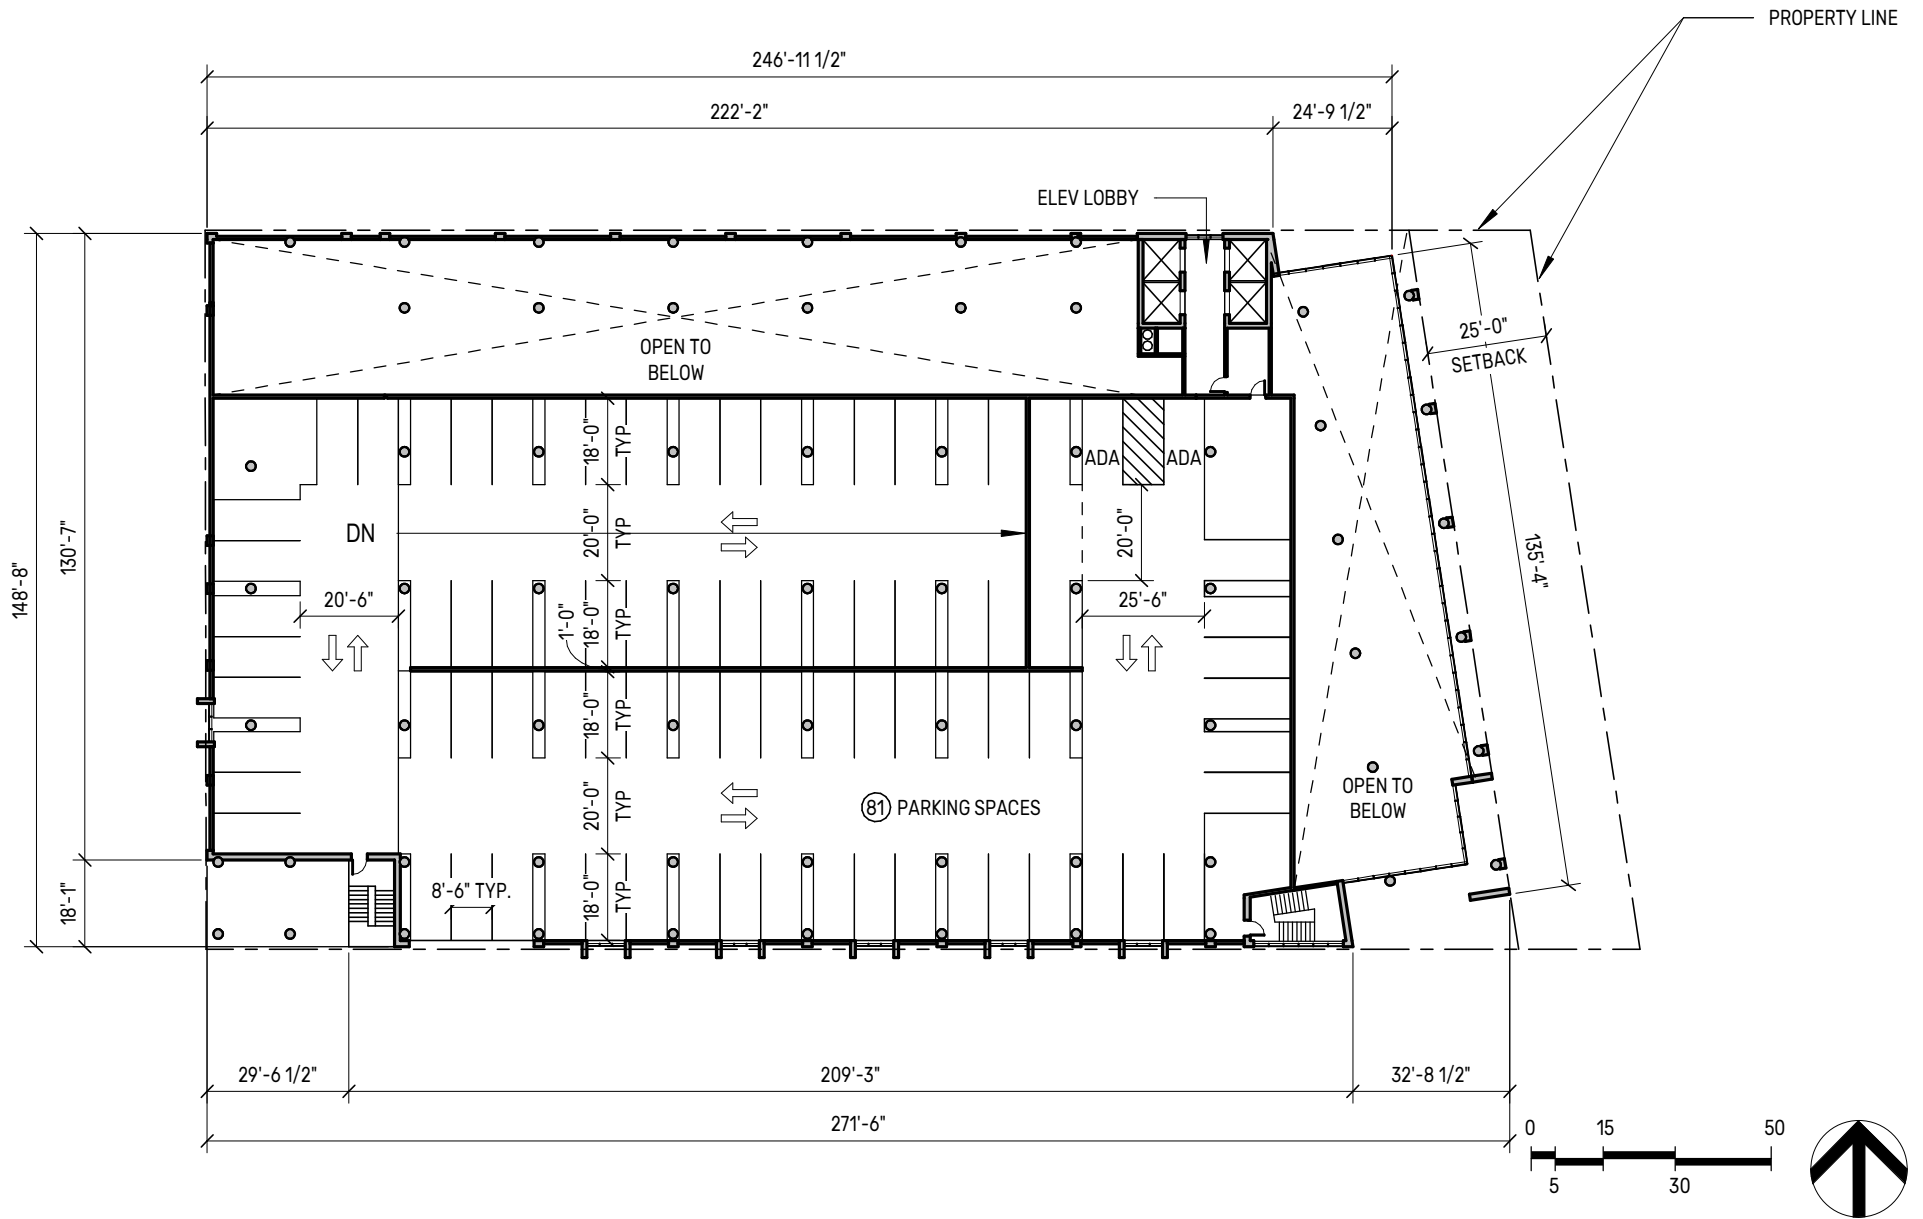 PROPERTY LINE
246'-11 1/2"
222'-2"
24'-9 1/2"
ELEV LOBBY
25'-0"
SETBACK
OPEN TO
BELOW
18'-0"
TYP
ADA
ADA
148'-8"
130'-7"
DN
20'-0"
TYP
20'-0"
135'-4"
20'-6"
1'-0"
18'-0"
TYP
25'-6"
18'-0"
TYP
OPEN TO
BELOW
20'-0"
TYP
81 PARKING SPACES
18'-1"
8'-6" TYP.
18'-0"
TYP
29'-6 1/2"
209'-3"
32'-8 1/2"
271'-6"
0 15 50
5 30